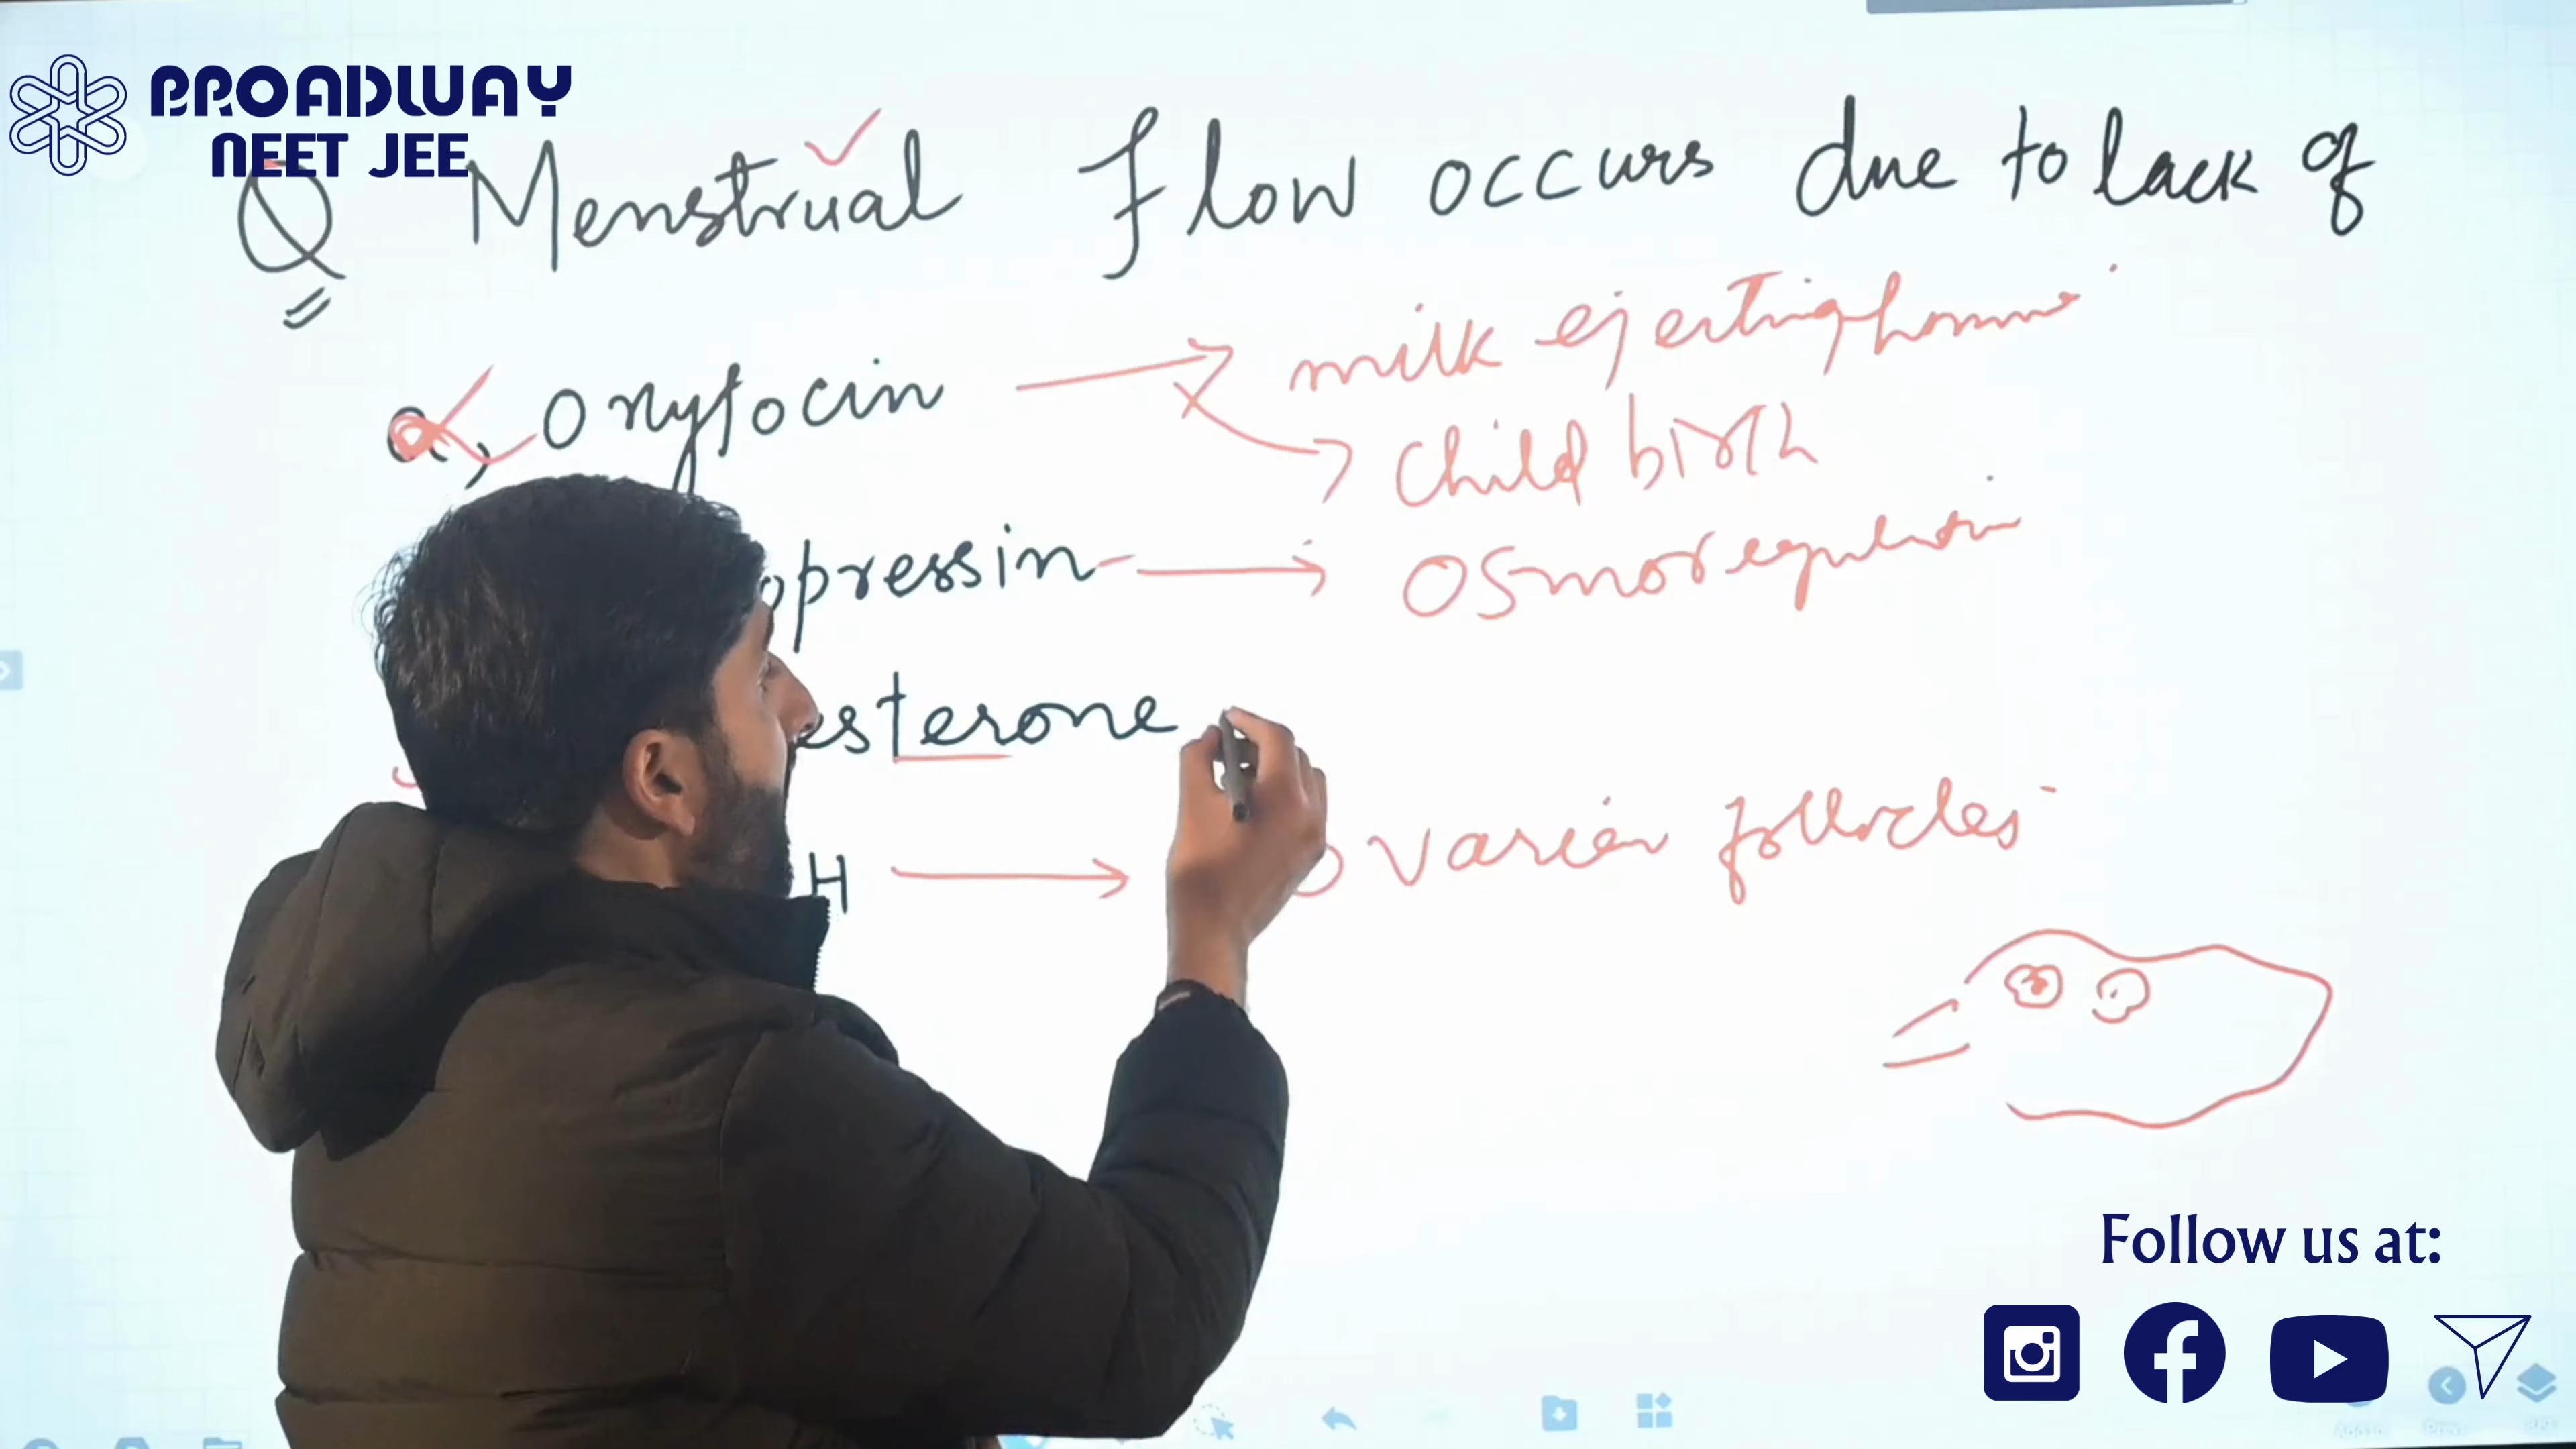 BROADWAY
NEET JEE
Q Menstrual Flow occurs due to lack of
a, Oxytocin → milk ejecting hormone
Child birth
opressin → Osmoregulation
esterone
H → Ovarian follicles
Follow us at: